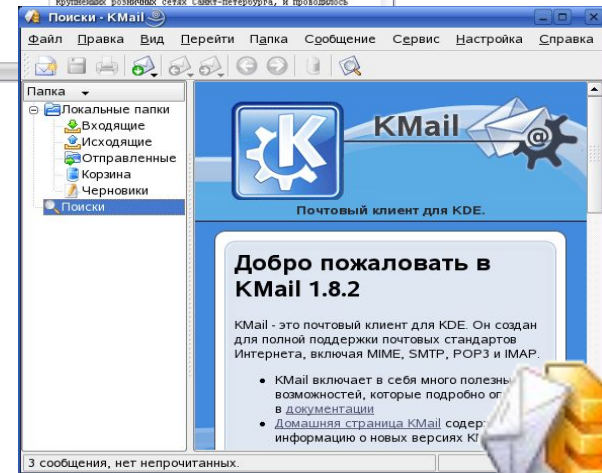 крупнейших розничных сетях Санкт-Петербурга, и проводилось
Поиски - KMail
Файл Правка Вид Перейти Папка Сообщение Сервис Настройка Справка
Папка
Локальные папки
Входящие
Исходящие
Отправленные
Корзина
Черновики
Поиски
KMail
Почтовый клиент для KDE.
Добро пожаловать в
KMail 1.8.2
KMail - это почтовый клиент для KDE. Он создан
для полной поддержки почтовых стандартов
Интернета, включая MIME, SMTP, POP3 и IMAP.
• KMail включает в себя много полезны
возможностей, которые подробно оп
в документации
• Домашняя страница KMail содер
информацию о новых версиях KM
3 сообщения, нет непрочитанных.